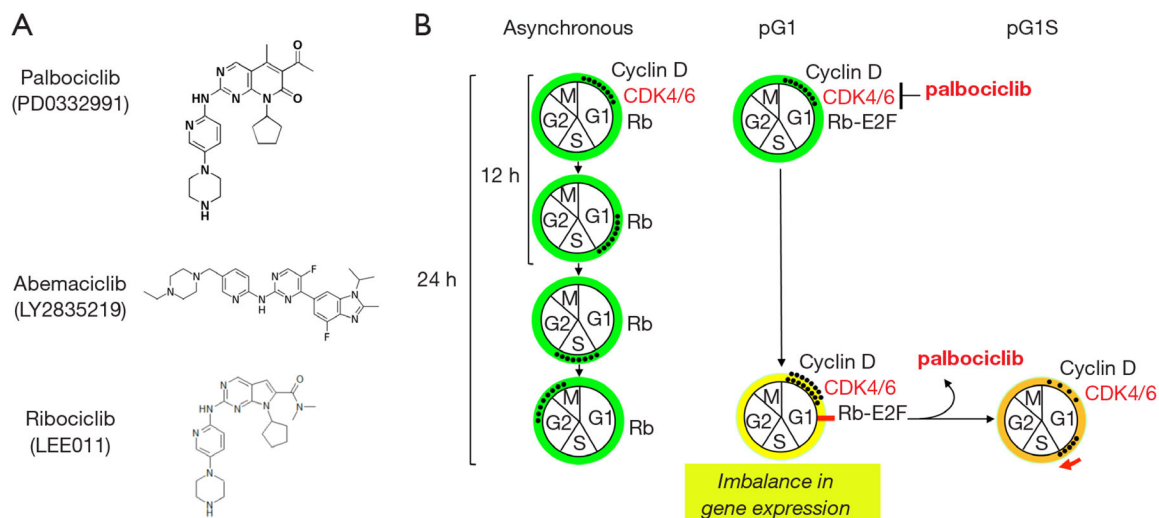 A
Palbociclib
(PD0332991)
N
N
N
O
O
HN
N
N
N
H
Abemaciclib
(LY2835219)
N
N
N
N
H
N
N
F
F
N
N
Ribociclib
(LEE011)
N
N
N
O
N
HN
N
N
N
H
B
Asynchronous
pG1
pG1S
24 h
12 h
M
G2
G1
S
Cyclin D
CDK4/6
Rb
M
G2
G1
S
Rb
M
G2
G1
S
Rb
M
G2
G1
S
Rb
M
G2
G1
S
Cyclin D
CDK4/6
Rb-E2F
palbociclib
M
G2
G1
S
Cyclin D
CDK4/6
Rb-E2F
palbociclib
Imbalance in
gene expression
M
G2
G1
S
Cyclin D
CDK4/6